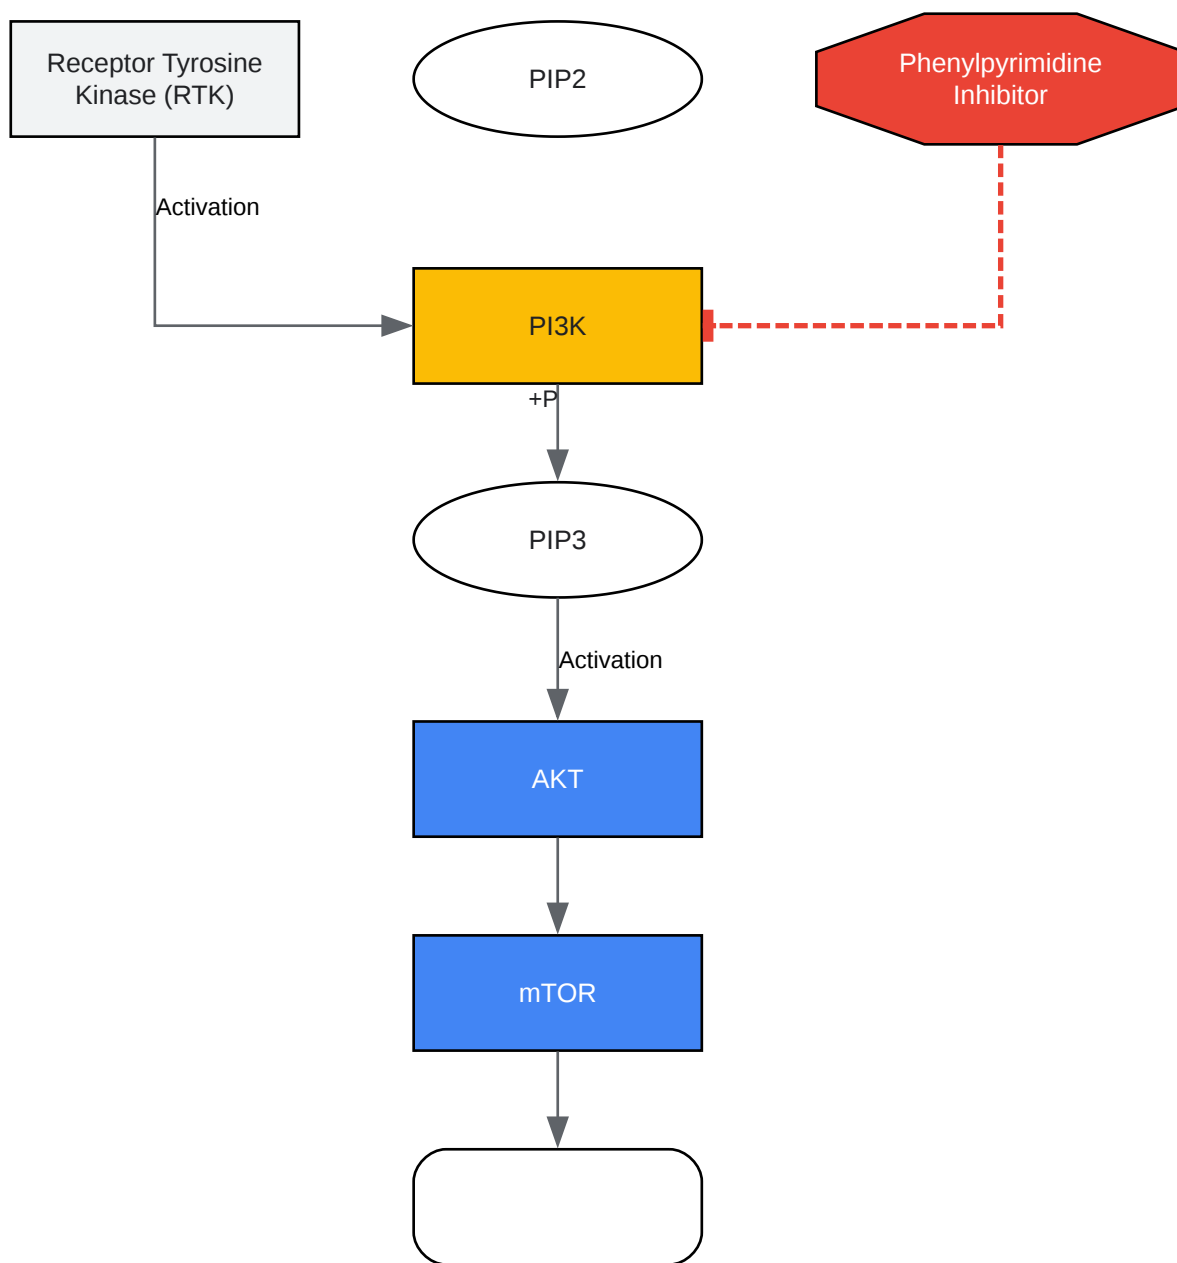 Receptor Tyrosine
Kinase (RTK)
PIP2
Phenylpyrimidine
Inhibitor
Activation
PI3K
+P
PIP3
Activation
AKT
mTOR